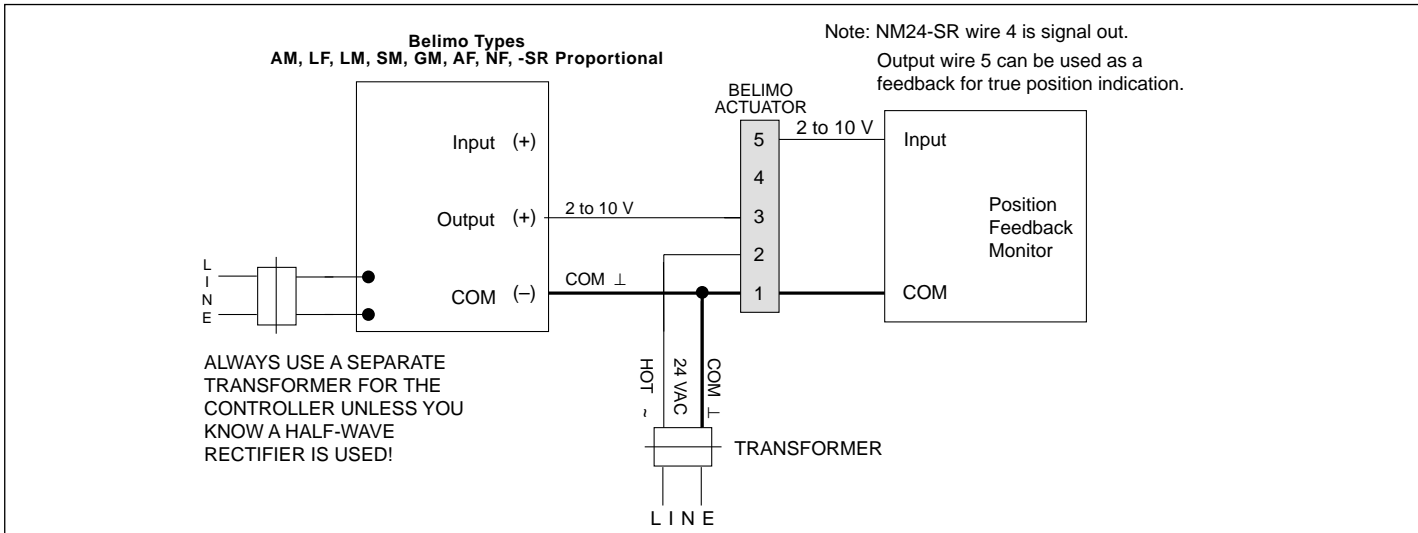 Belimo Types
AM, LF, LM, SM, GM, AF, NF, -SR Proportional
Note: NM24-SR wire 4 is signal out.
Output wire 5 can be used as a
feedback for true position indication.
BELIMO
ACTUATOR
Input (+)
Output (+)
COM (–)
2 to 10 V
COM ⊥
5
4
3
2
1
2 to 10 V
Input
Position
Feedback
Monitor
COM
LINE
ALWAYS USE A SEPARATE
TRANSFORMER FOR THE
CONTROLLER UNLESS YOU
KNOW A HALF-WAVE
RECTIFIER IS USED!
HOT ~
24 VAC
COM ⊥
TRANSFORMER
L I N E